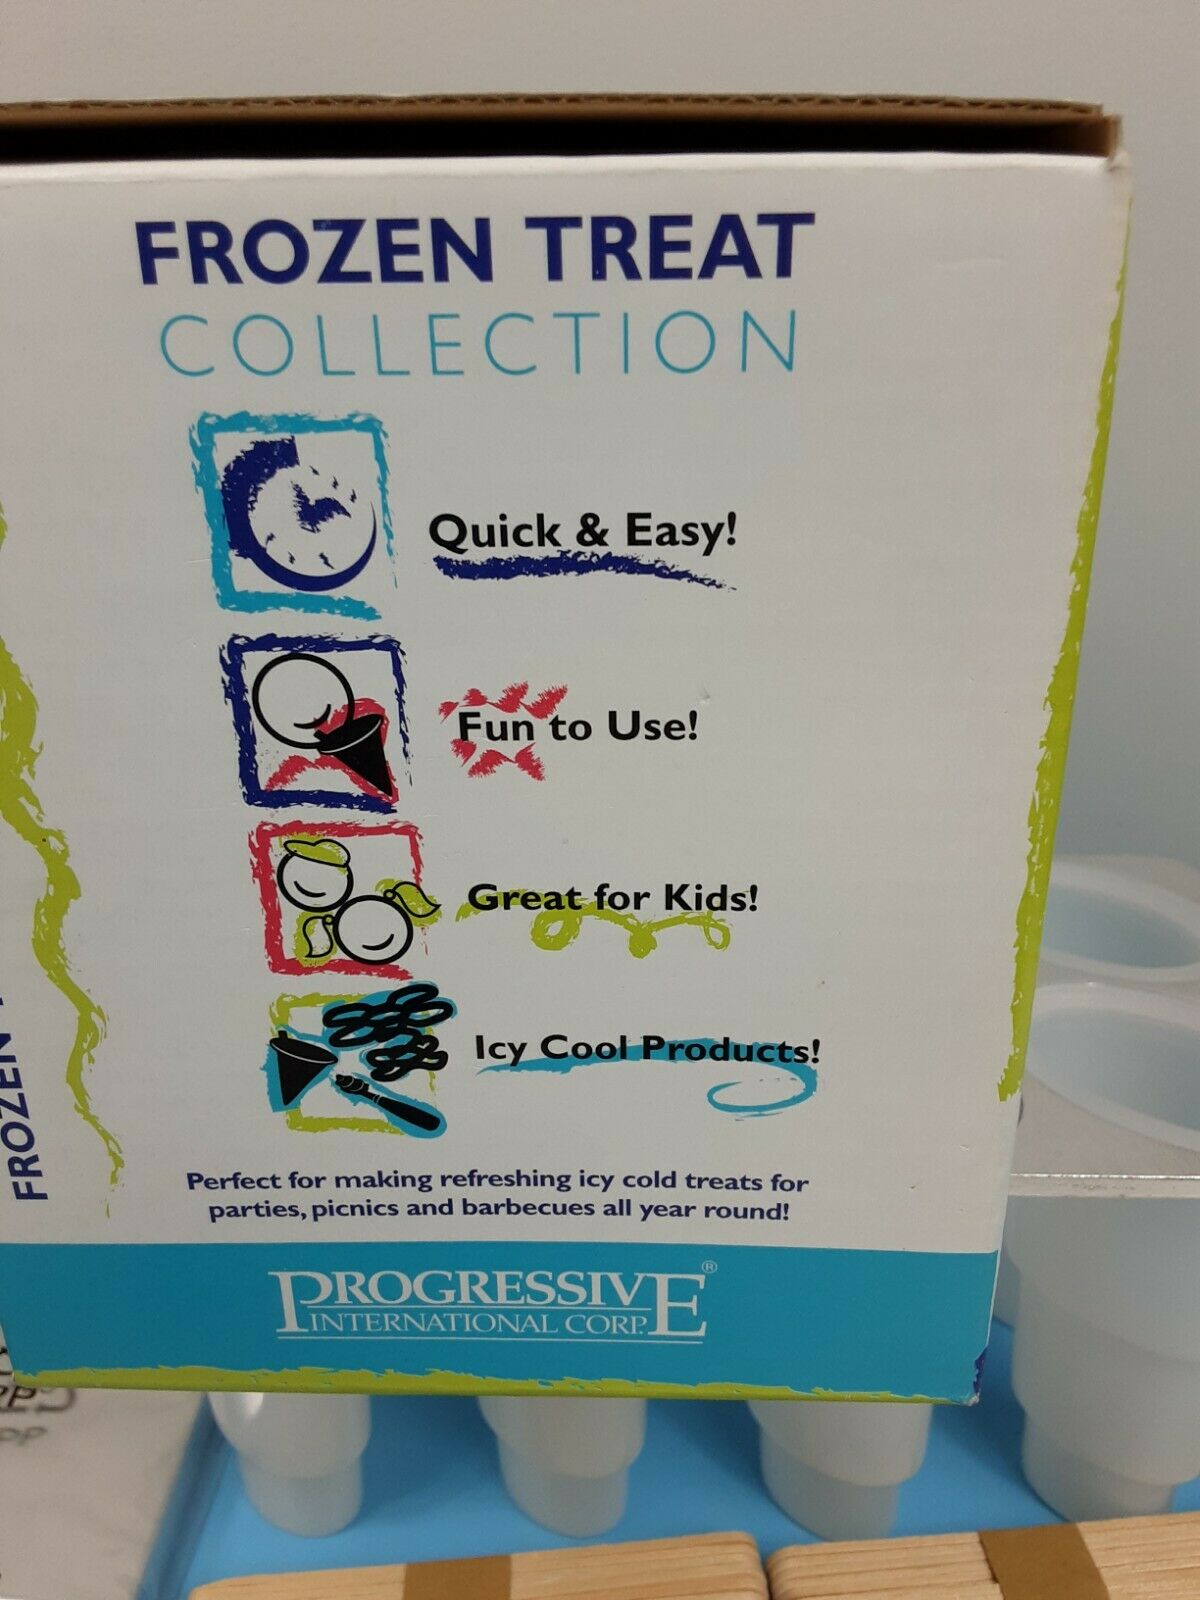 FROZEN TREAT
COLLECTION
Quick & Easy!
Fun to Use!
Great for Kids!
Icy Cool Products!
Perfect for making refreshing icy cold treats for
parties, picnics and barbecues all year round!
PROGRESSIVE®
INTERNATIONAL CORP.
FROZEN
PP